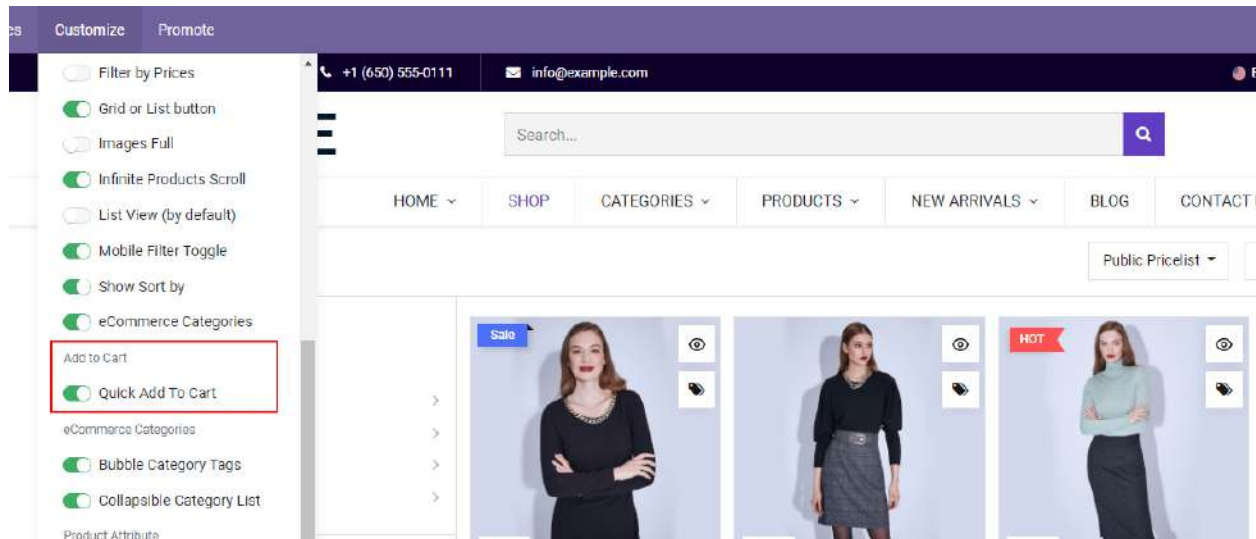 Customize Promote
Filter by Prices
+1 (650) 555-0111 info@example.com
Grid or List button
Images Full
Search...
Infinite Products Scroll
HOME SHOP CATEGORIES PRODUCTS NEW ARRIVALS BLOG CONTACT
List View (by default)
Mobile Filter Toggle
Public Pricelist
Show Sort by
eCommerce Categories
Sale HOT
Add to Cart
Quick Add To Cart
eCommerce Categories
Bubble Category Tags
Collapsible Category List
Product Attribute